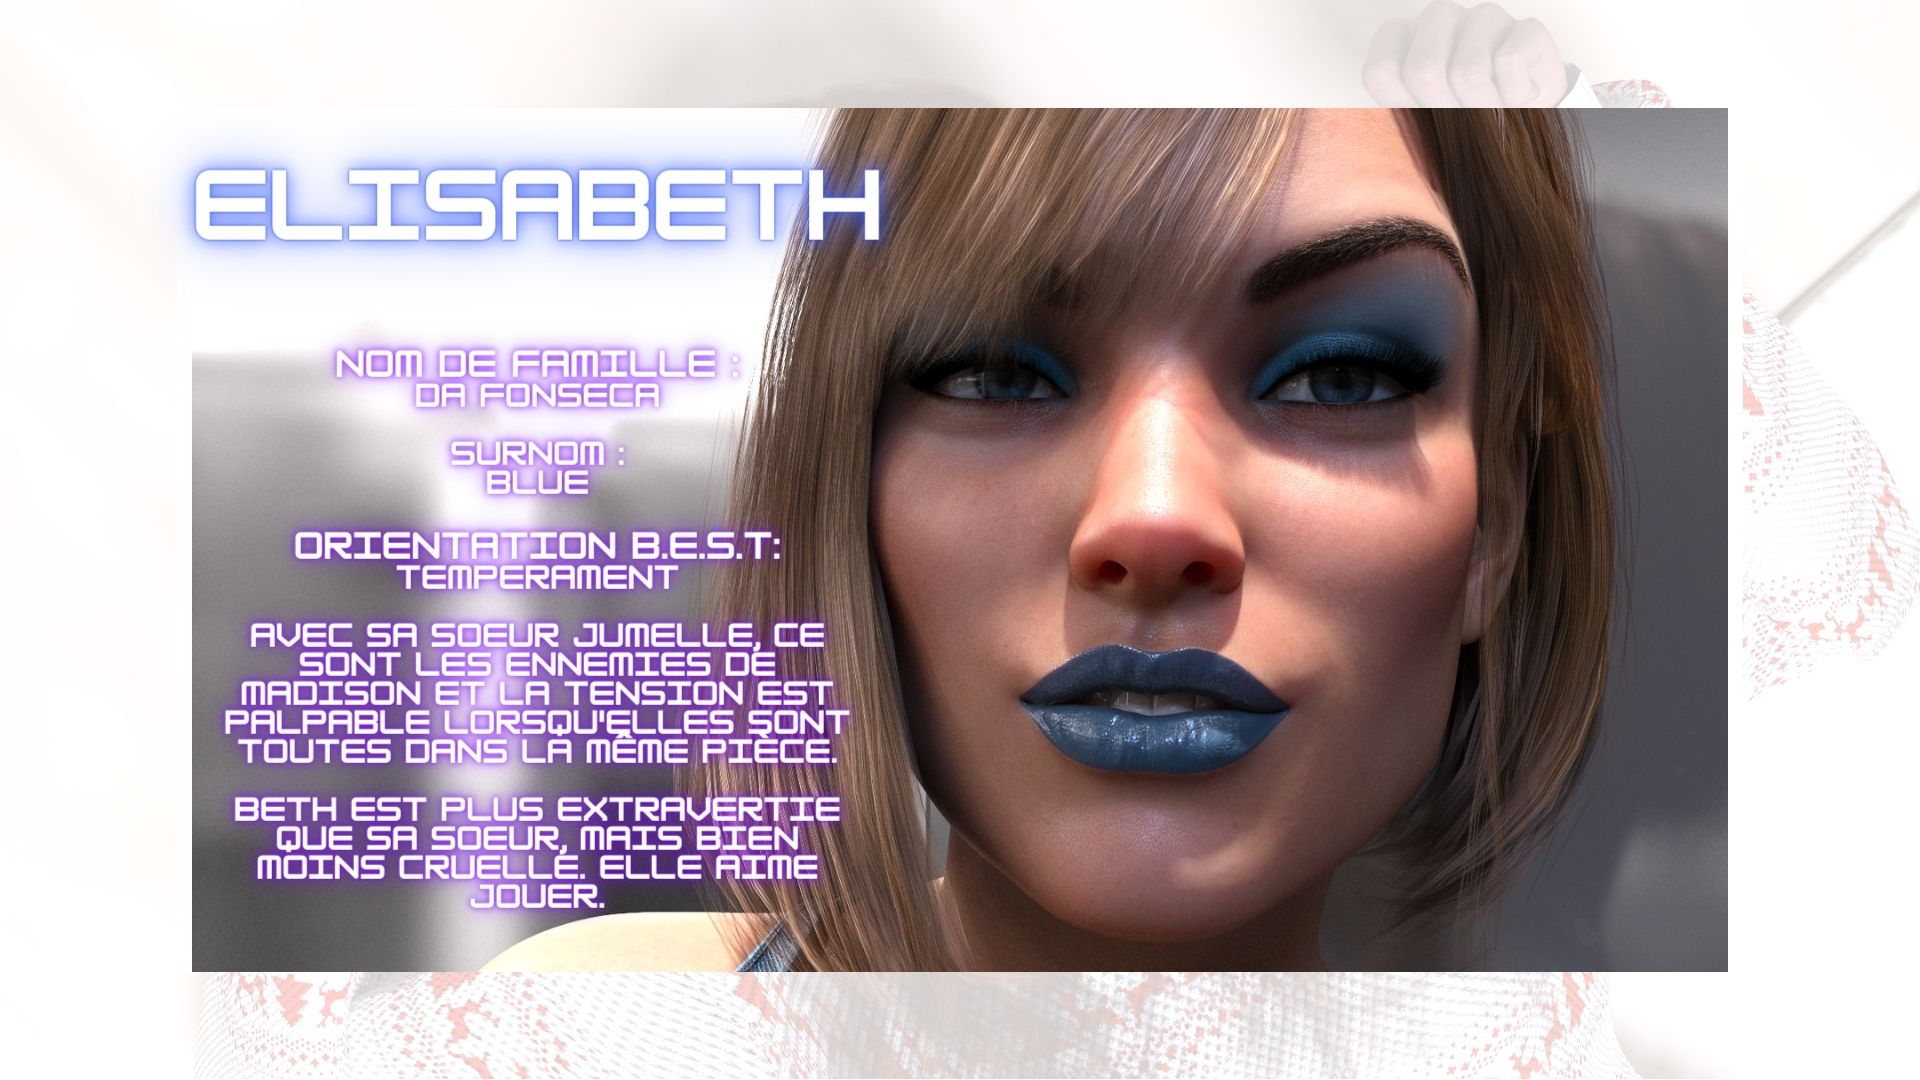 ELISABETH
NOM DE FAMILLE :
DA FONSECA
SURNOM :
BLUE
ORIENTATION B.E.S.T:
TEMPERAMENT
AVEC SA SOEUR JUMELLE, CE
SONT LES ENNEMIES DE
MADISON ET LA TENSION EST
PALPABLE LORSQU'ELLES SONT
TOUTES DANS LA MÊME PIÈCE.
BETH EST PLUS EXTRAVERTIE
QUE SA SOEUR, MAIS BIEN
MOINS CRUELLE. ELLE AIME
JOUER.